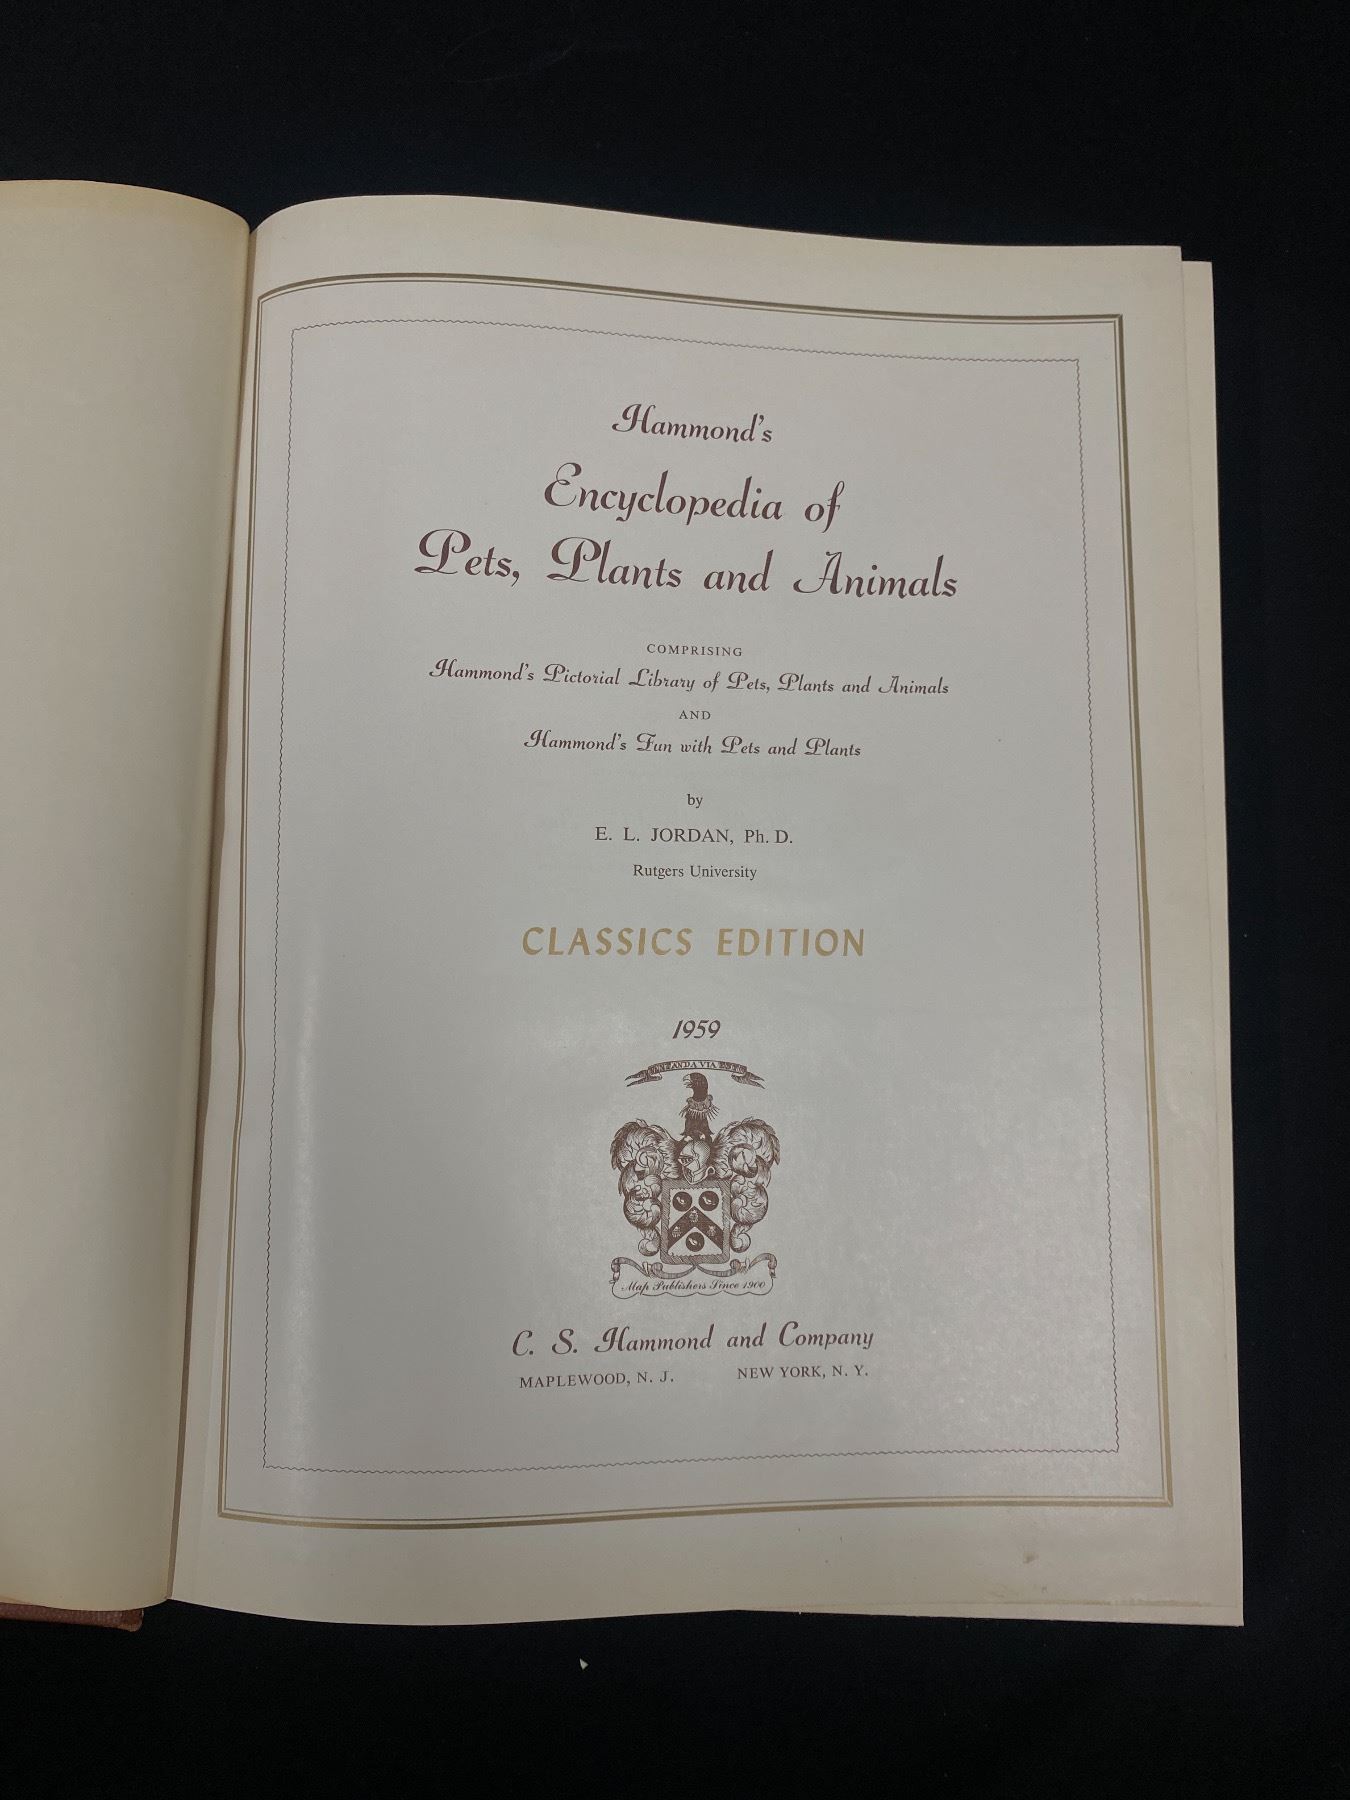 Hammond's
Encyclopedia of
Pets, Plants and Animals
COMPRISING
Hammond's Pictorial Library of Pets, Plants and Animals
AND
Hammond's Fun with Pets and Plants
by
E. L. JORDAN, Ph. D.
Rutgers University
CLASSICS EDITION
1959
VIA
Map Publishers Since 1900
C. S. Hammond and Company
MAPLEWOOD, N. J. NEW YORK, N. Y.